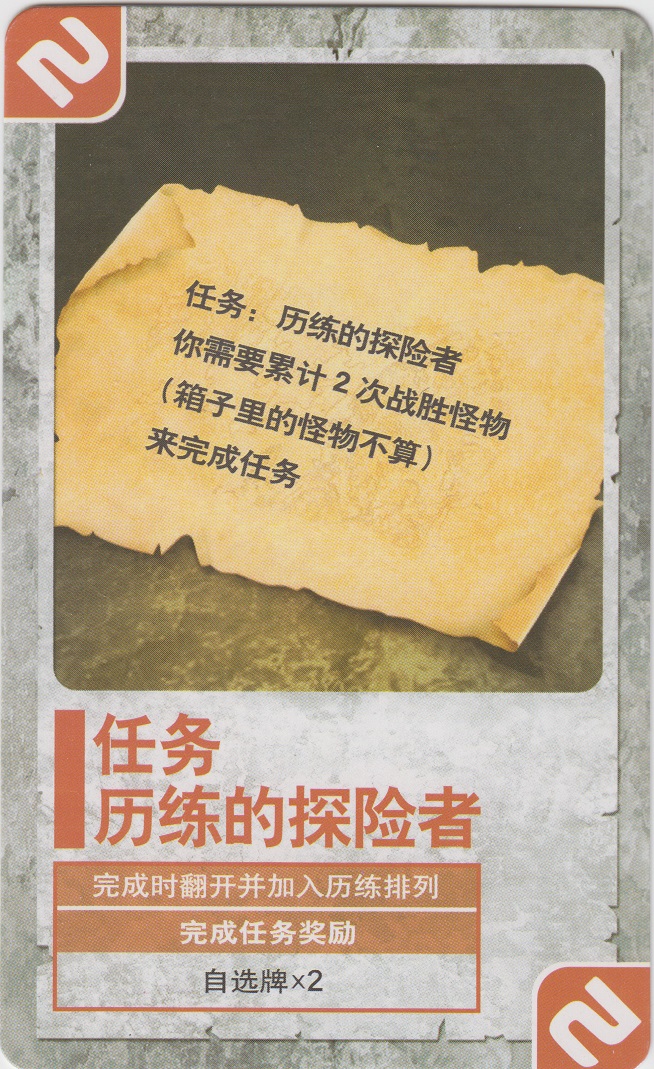 任务：历练的探险者
你需要累计 2 次战胜怪物
（箱子里的怪物不算）
来完成任务
任务
历练的探险者
完成时翻开并加入历练排列
完成任务奖励
自选牌×2